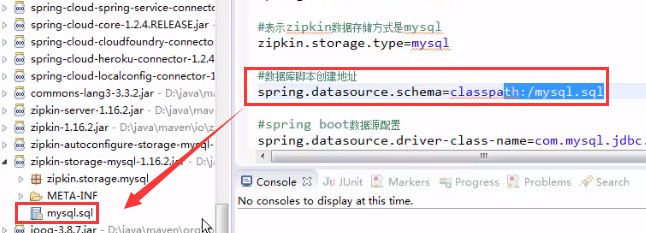 spring-cloud-spring-service-connector
spring-cloud-core-1.2.4.RELEASE.jar
spring-cloud-cloudfoundry-connector
spring-cloud-heroku-connector-1.2.4
spring-cloud-localconfig-connector-1
commons-lang3-3.3.2.jar - D:\java\m
zipkin-server-1.16.2.jar - D:\java\ma
zipkin-1.16.2.jar - D:\java\maven\io\z
zipkin-autoconfigure-storage-mysql-
zipkin-storage-mysql-1.16.2.jar - D:\
zipkin.storage.mysql
META-INF
mysql.sql
jooq-3.8.7.jar - D:\java\maven\org
#表示zipkin数据存储方式是mysql
zipkin.storage.type=mysql
#数据库脚本创建地址
spring.datasource.schema=classpath:/mysql.sql
#spring boot数据源配置
spring.datasource.driver-class-name=com.mysql.jdbc.
Console JUnit Markers Progress Problems Search
No consoles to display at this time.